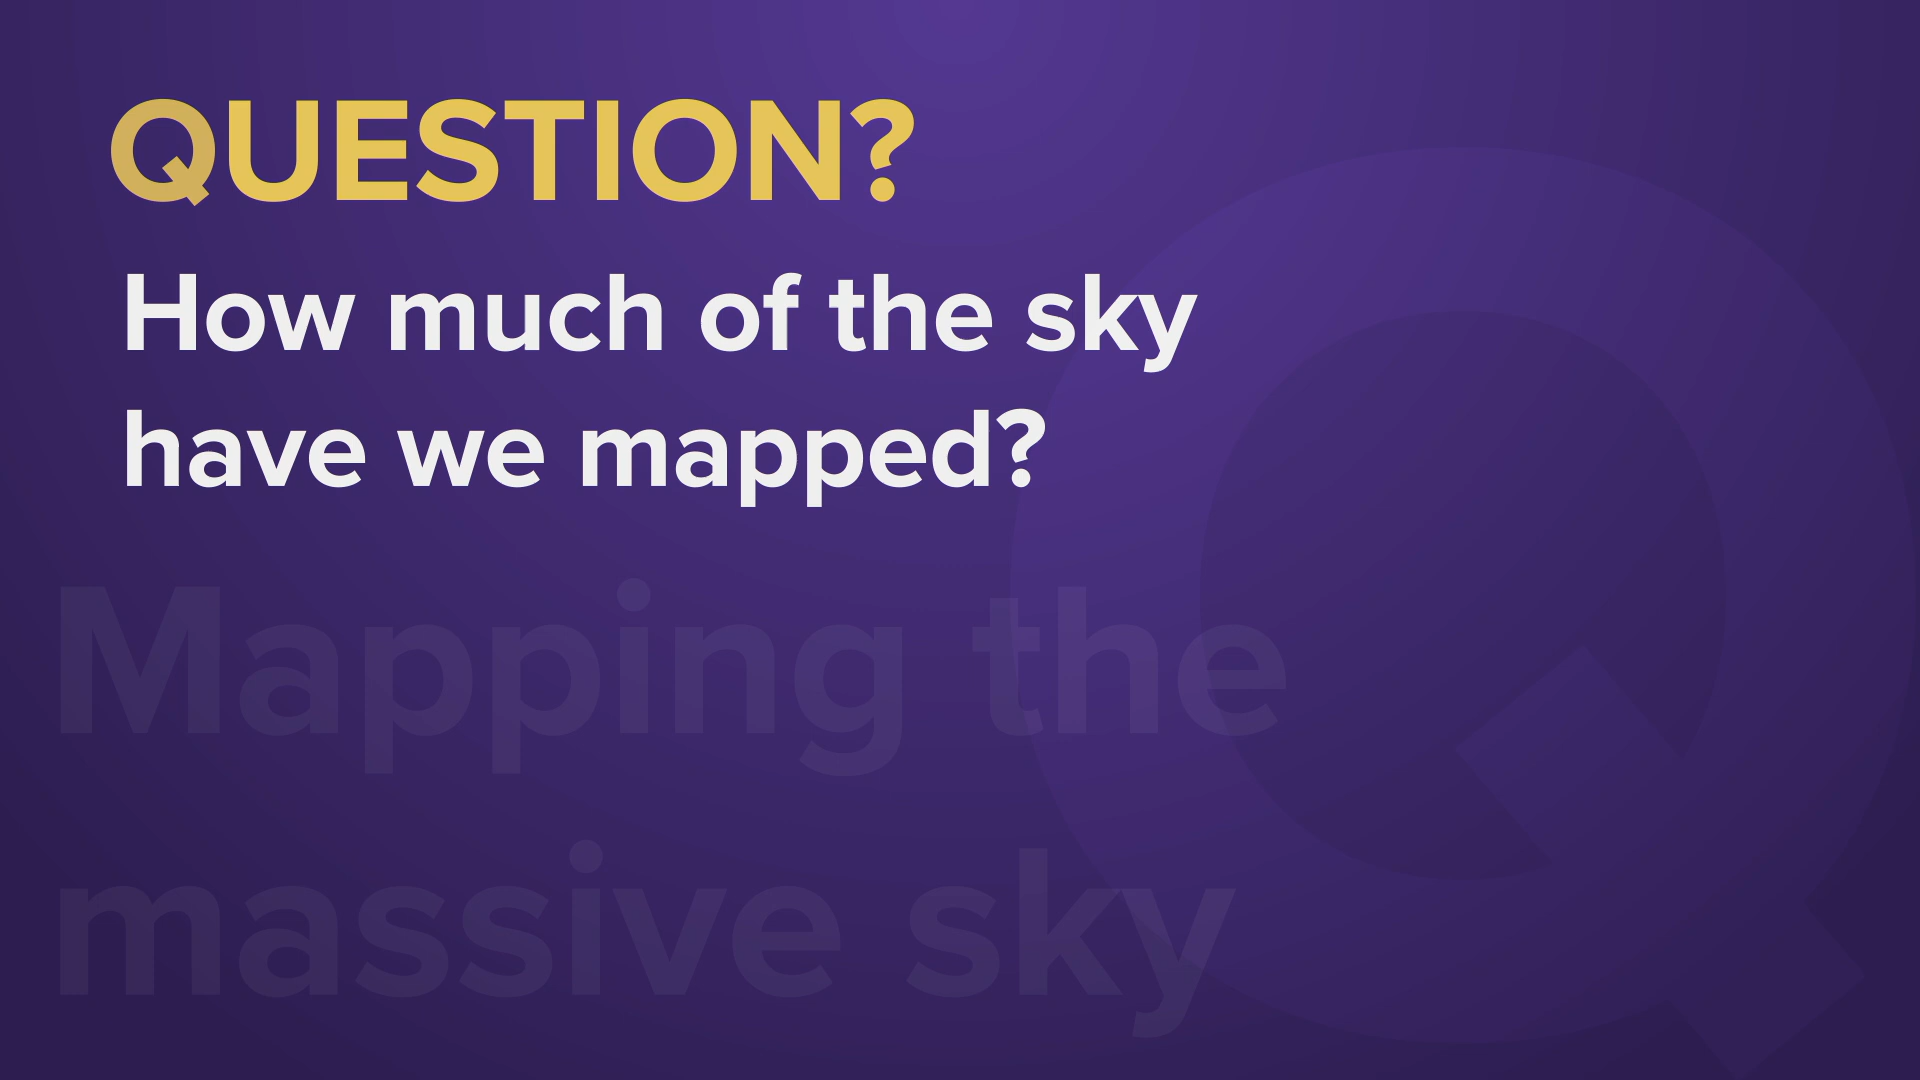 QUESTION?
How much of the sky
have we mapped?
Mapping the
massive sky
Q